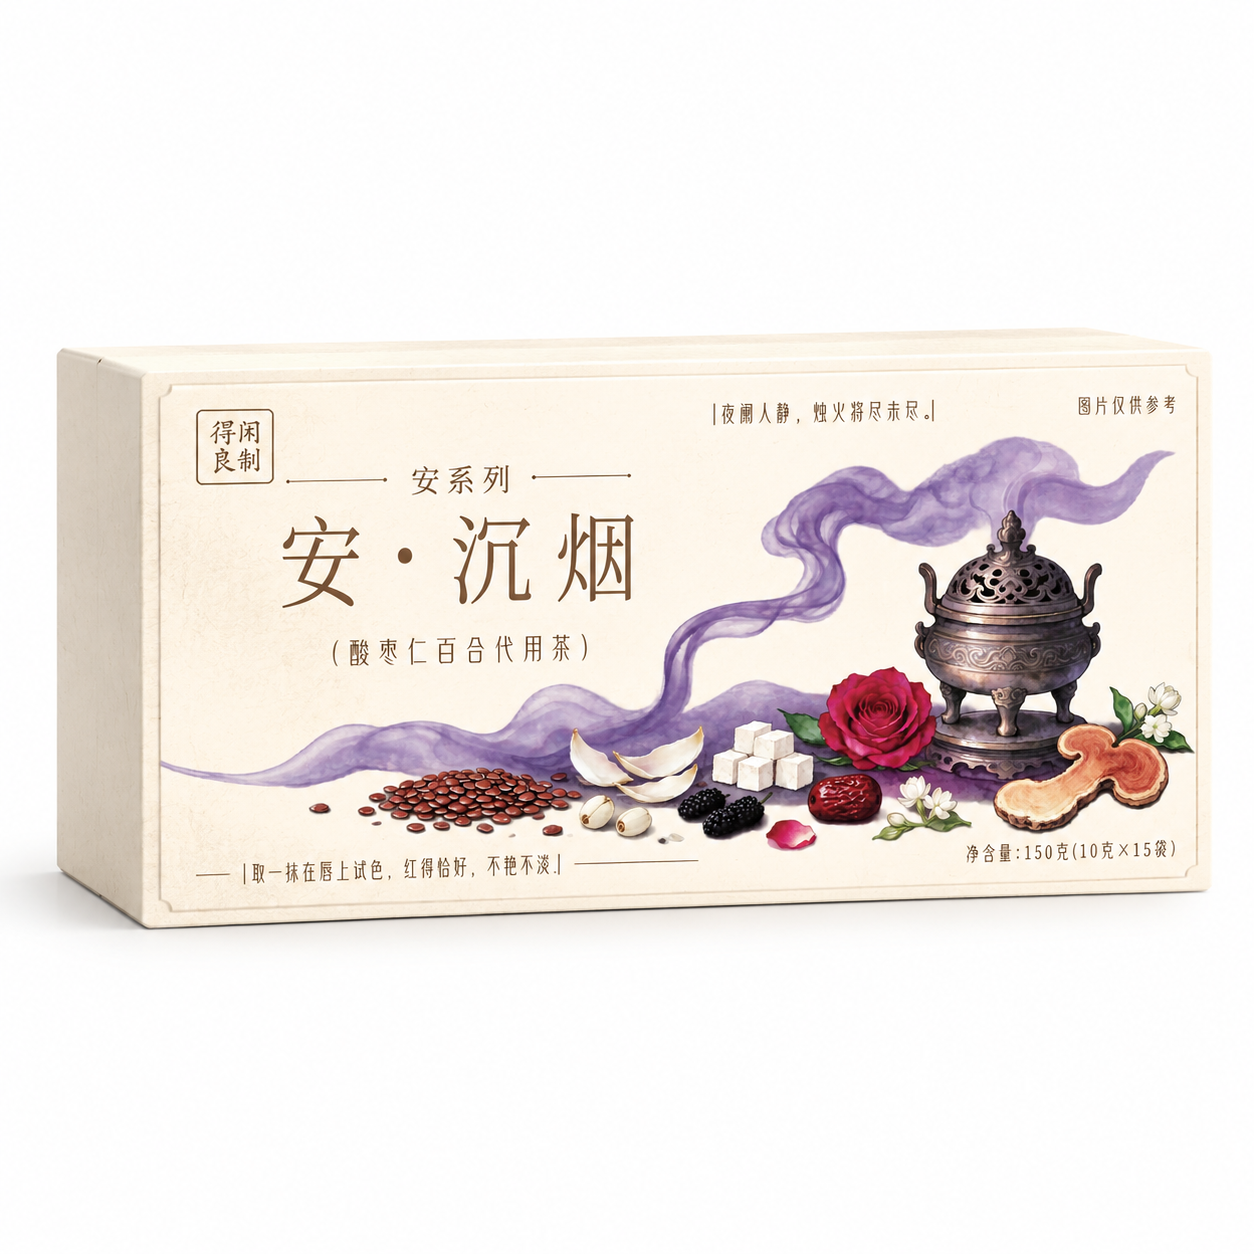 得闲
良制
安系列
安·沉烟
(酸枣仁百合代用茶)
|夜阑人静，烛火将尽未尽。|
图片仅供参考
|取一抹在唇上试色，红得恰好，不艳不淡.|
净含量:150克(10克×15袋)